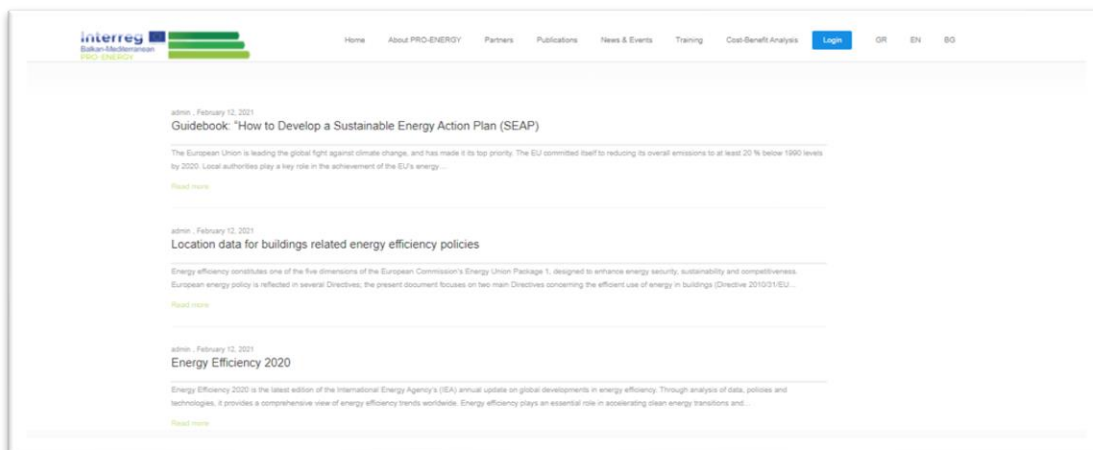 Interreg
Balkan-Mediterranean
PRO-ENERGY
Home About PRO-ENERGY Partners Publications News & Events Training Cost-Benefit Analysis Login GR EN BG
admin , February 12, 2021
Guidebook: "How to Develop a Sustainable Energy Action Plan (SEAP)
The European Union is leading the global fight against climate change, and has made it its top priority. The EU committed itself to reducing its overall emissions to at least 20 % below 1990 levels
by 2020. Local authorities play a key role in the achievement of the EU's energy…
Read more
admin , February 12, 2021
Location data for buildings related energy efficiency policies
Energy efficiency constitutes one of the five dimensions of the European Commission's Energy Union Package 1, designed to enhance energy security, sustainability and competitiveness.
European energy policy is reflected in several Directives; the present document focuses on two main Directives concerning the efficient use of energy in buildings (Directive 2010/31/EU…
Read more
admin , February 12, 2021
Energy Efficiency 2020
Energy Efficiency 2020 is the latest edition of the International Energy Agency's (IEA) annual update on global developments in energy efficiency. Through analysis of data, policies and
technologies, it provides a comprehensive view of energy efficiency trends worldwide. Energy efficiency plays an essential role in accelerating clean energy transitions and…
Read more